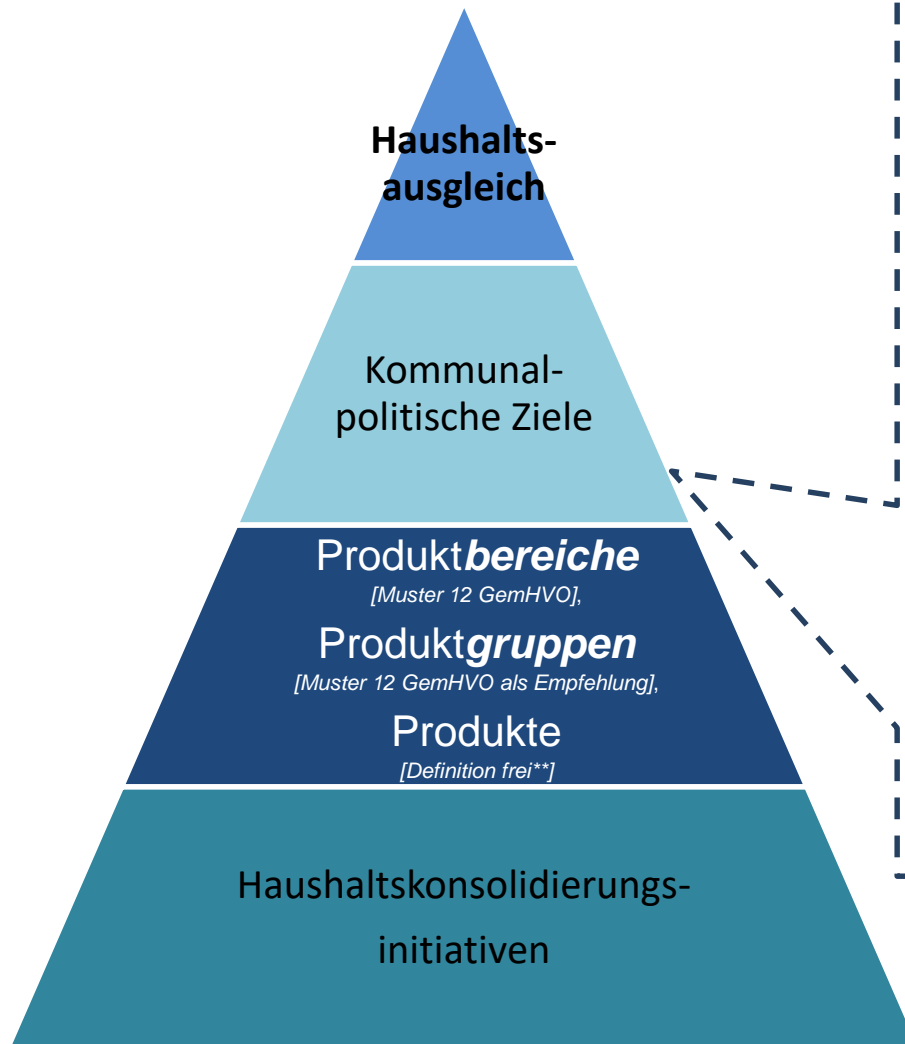 Haushalts-
ausgleich
Kommunal-
politische Ziele
Produktbereiche
[Muster 12 GemHVO],
Produktgruppen
[Muster 12 GemHVO als Empfehlung],
Produkte
[Definition frei**]
Haushaltskonsolidierungs-
initiativen